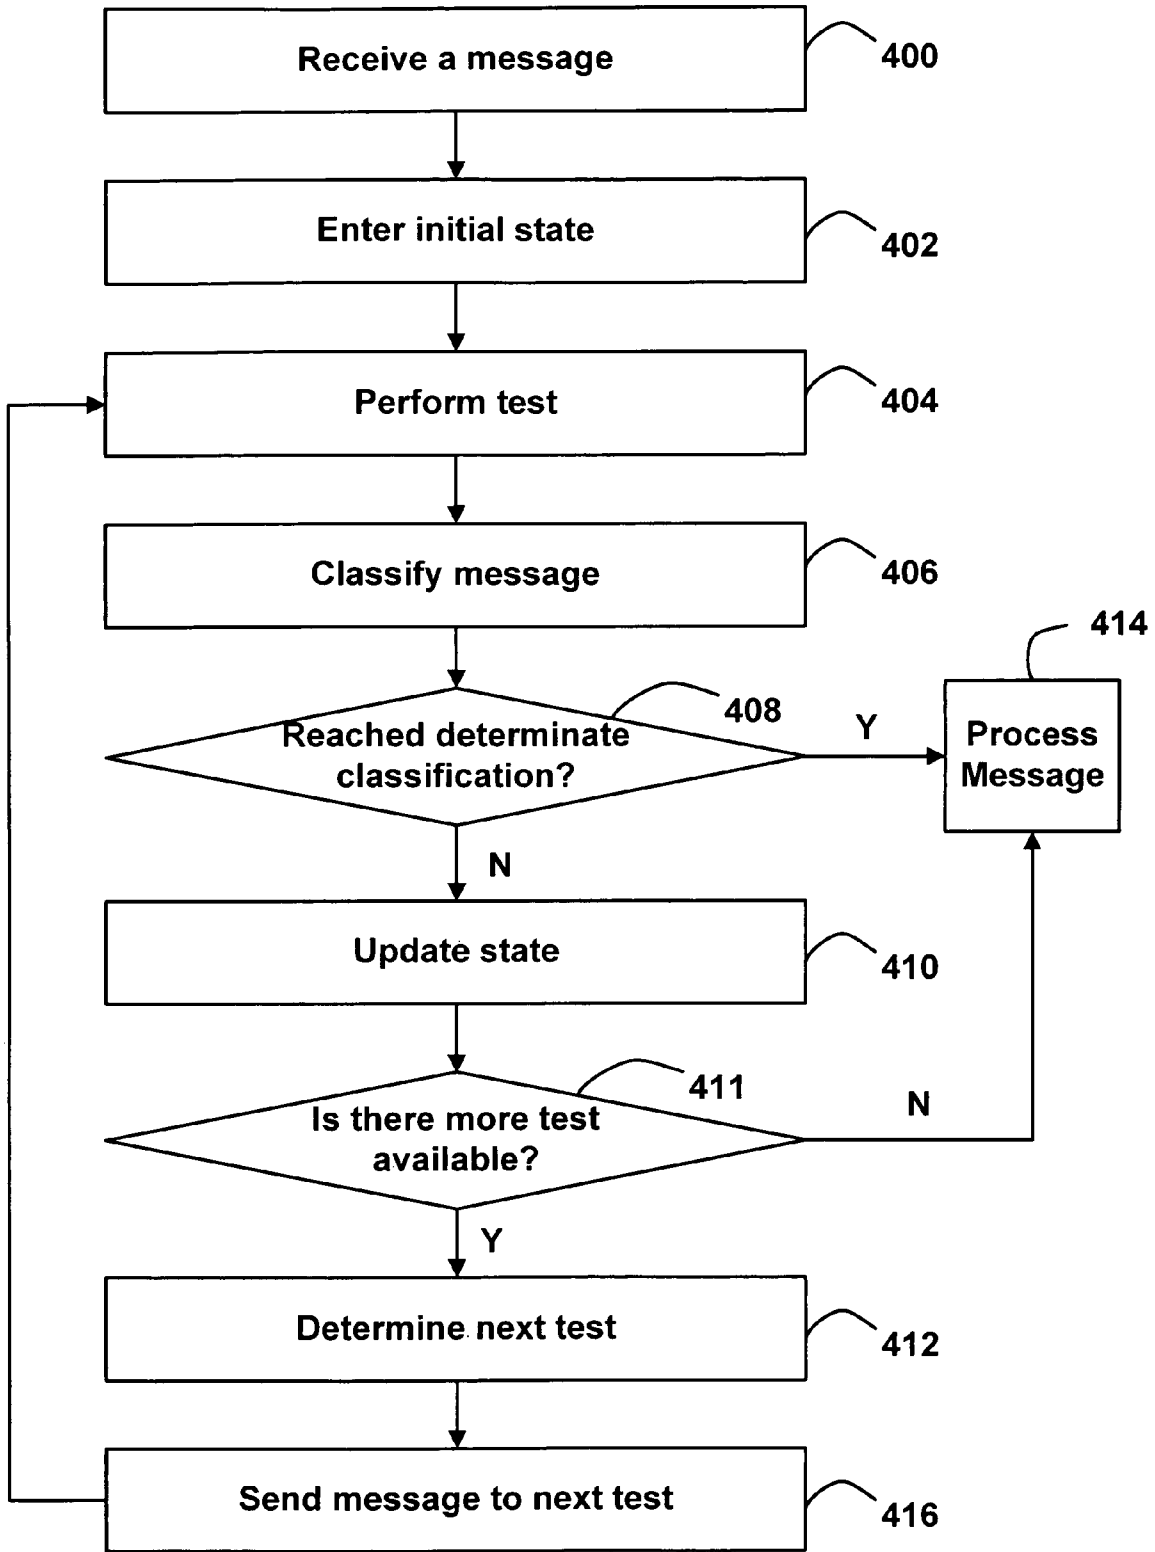 Receive a message
400
Enter initial state
402
Perform test
404
Classify message
406
414
Reached determinate
classification?
408
Y
Process
Message
N
Update state
410
Is there more test
available?
411
N
Y
Determine next test
412
Send message to next test
416